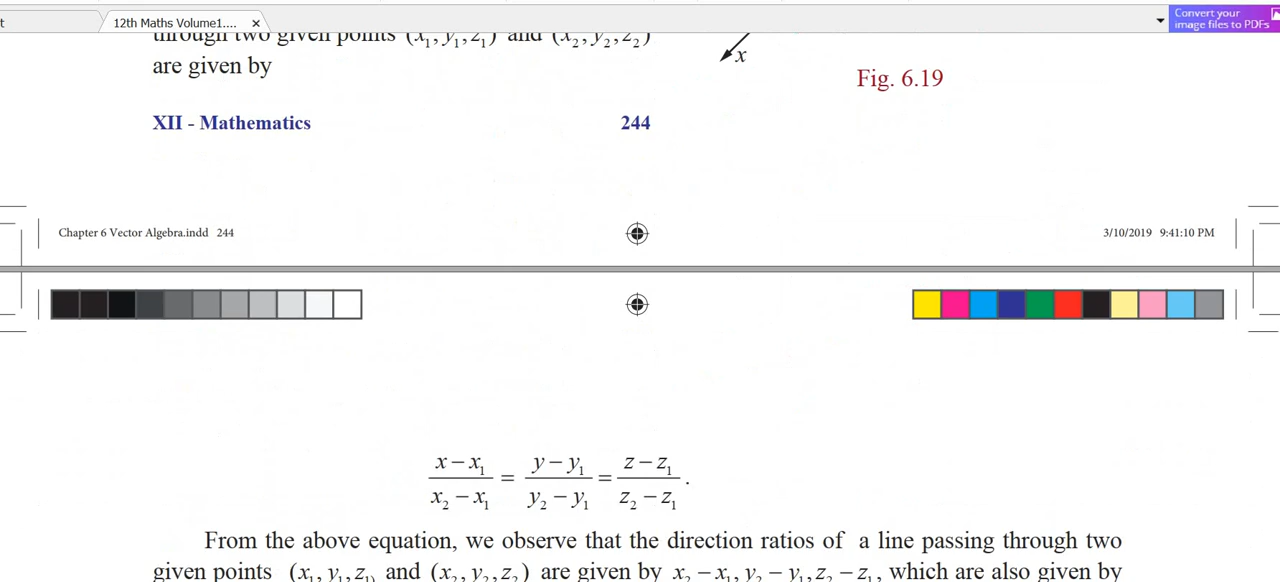 t
12th Maths Volume1.... ×
Convert your
image files to PDFs
through two given points (x₁, y₁, z₁) and (x₂, y₂, z₂)
are given by
x
Fig. 6.19
XII - Mathematics 244
Chapter 6 Vector Algebra.indd 244 3/10/2019 9:41:10 PM
(x − x₁)/(x₂ − x₁) = (y − y₁)/(y₂ − y₁) = (z − z₁)/(z₂ − z₁) .
From the above equation, we observe that the direction ratios of a line passing through two
given points (x₁, y₁, z₁) and (x₂, y₂, z₂) are given by x₂ − x₁, y₂ − y₁, z₂ − z₁, which are also given by